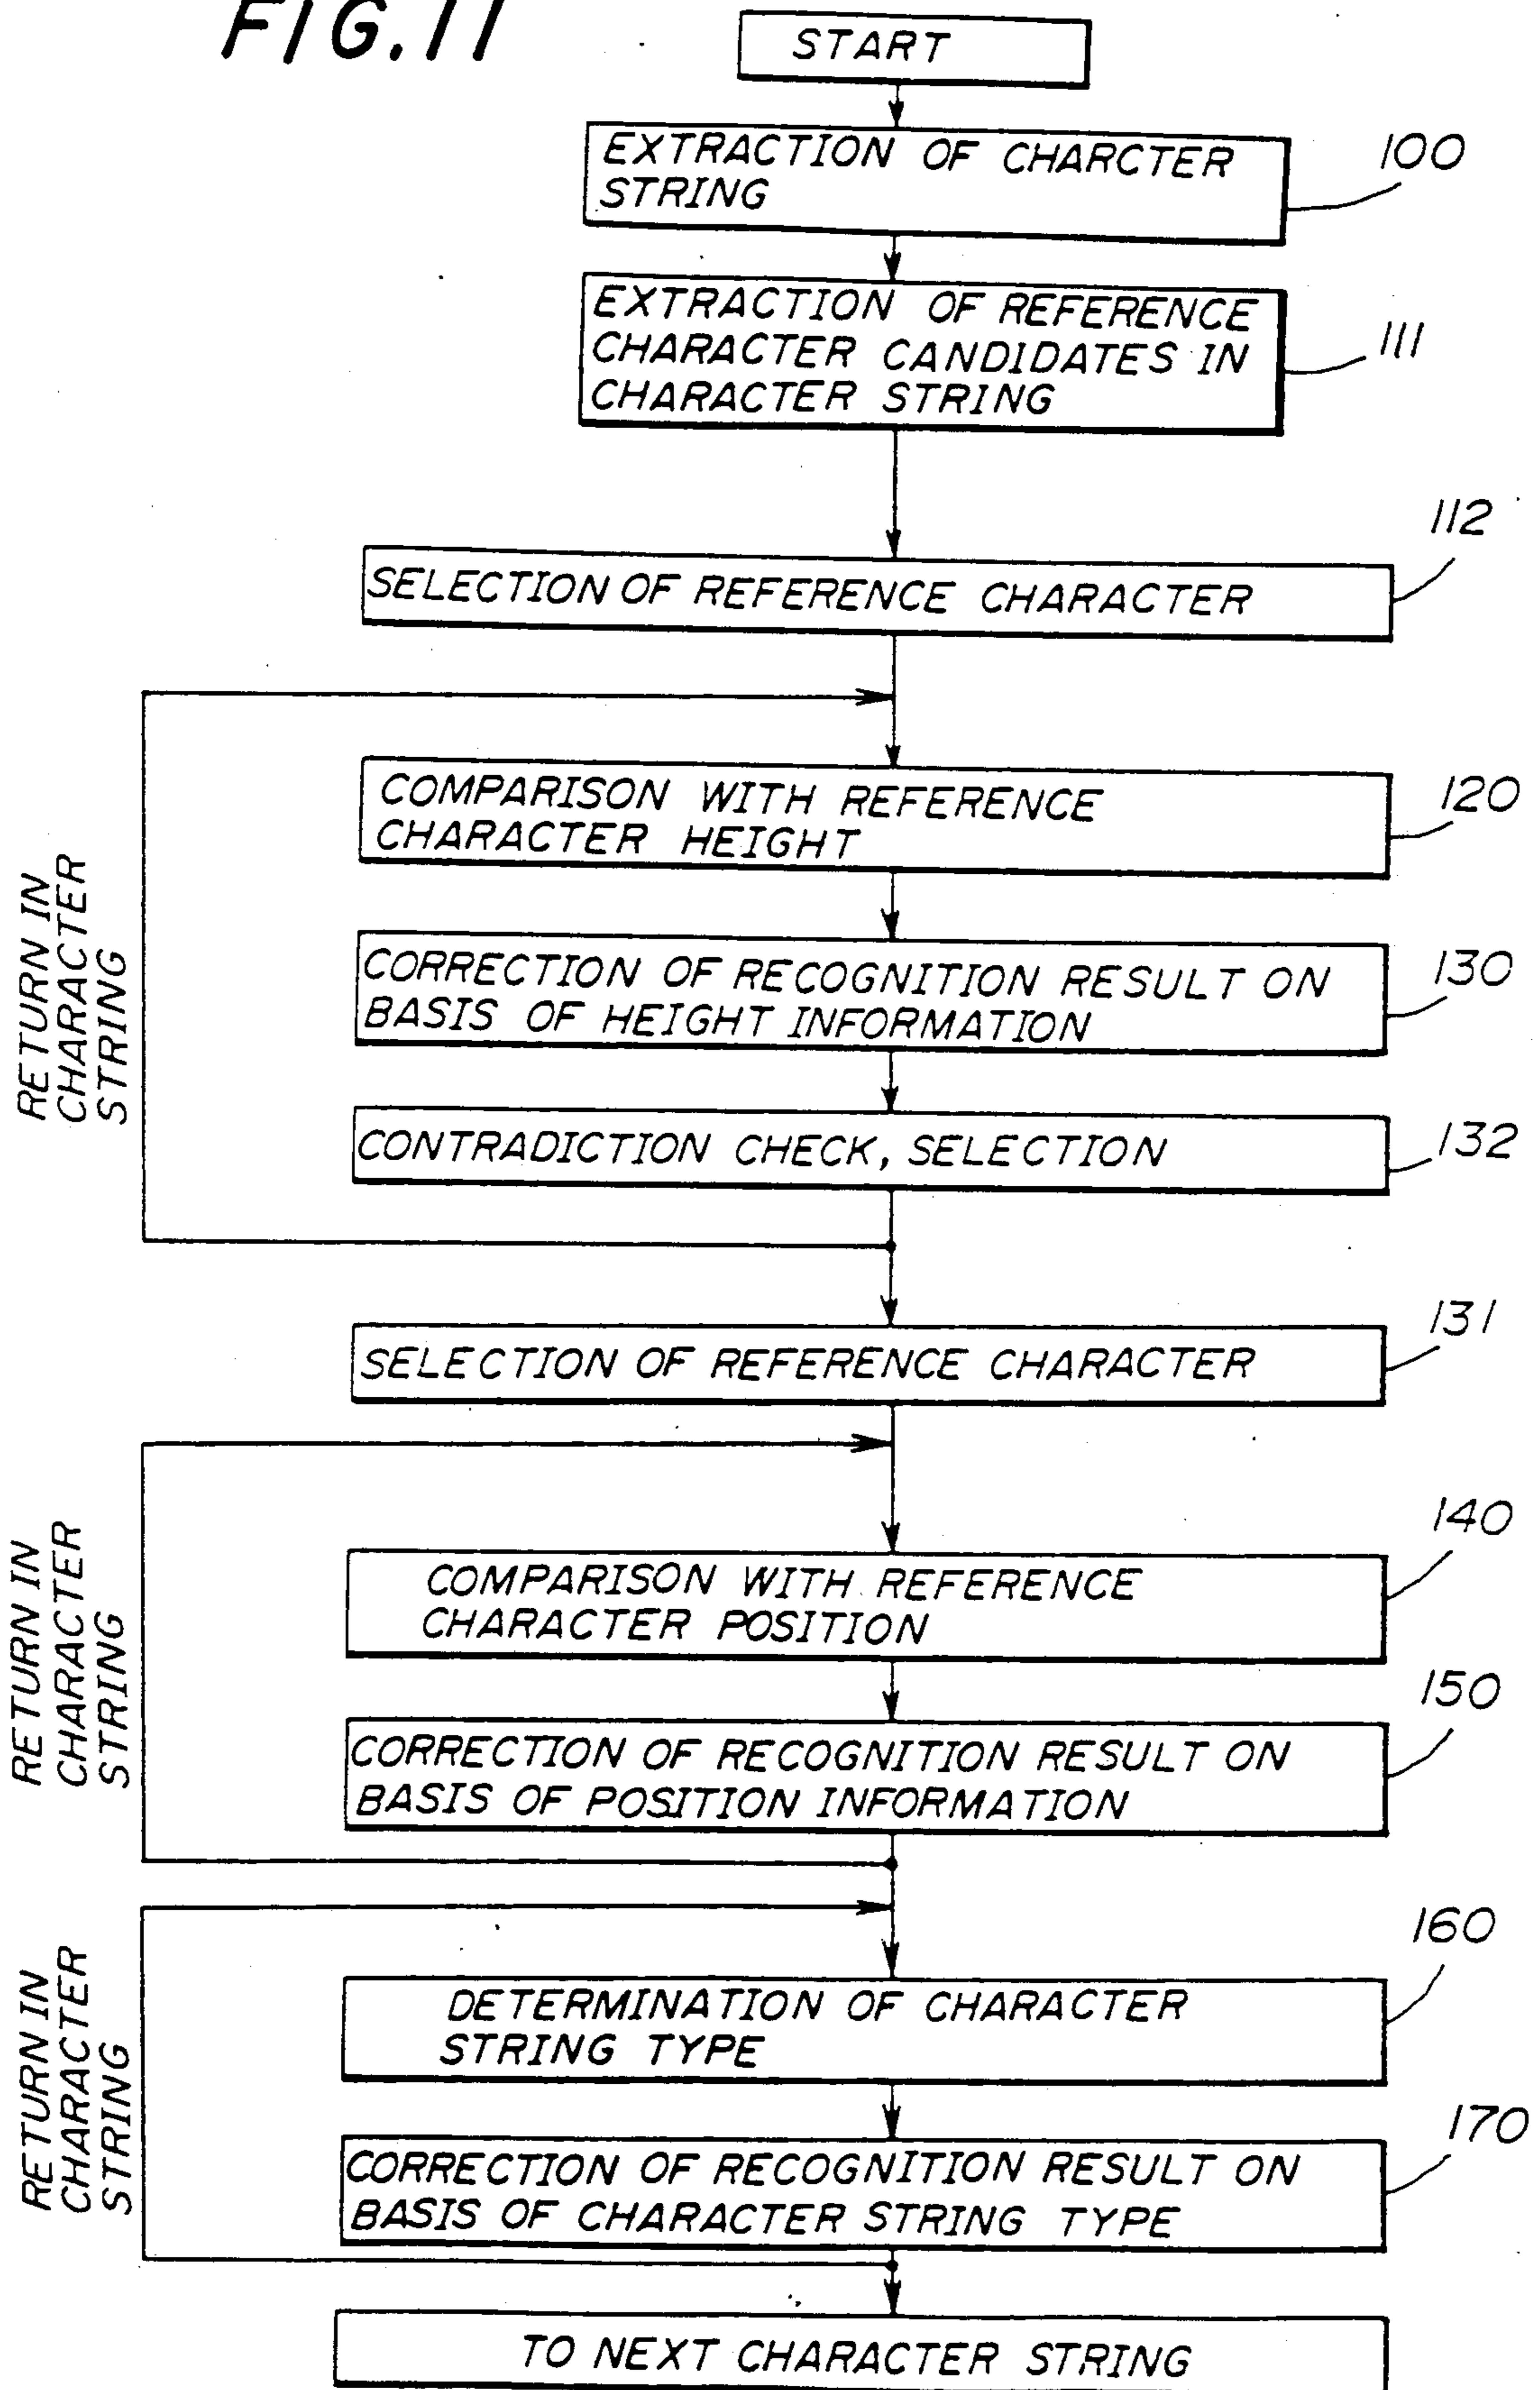 FIG.11
START
EXTRACTION OF CHARCTER
STRING
100
EXTRACTION OF REFERENCE
CHARACTER CANDIDATES IN
CHARACTER STRING
111
SELECTION OF REFERENCE CHARACTER
112
RETURN IN
CHARACTER
STRING
COMPARISON WITH REFERENCE
CHARACTER HEIGHT
120
CORRECTION OF RECOGNITION RESULT ON
BASIS OF HEIGHT INFORMATION
130
CONTRADICTION CHECK, SELECTION
132
SELECTION OF REFERENCE CHARACTER
131
RETURN IN
CHARACTER
STRING
COMPARISON WITH REFERENCE
CHARACTER POSITION
140
CORRECTION OF RECOGNITION RESULT ON
BASIS OF POSITION INFORMATION
150
RETURN IN
CHARACTER
STRING
DETERMINATION OF CHARACTER
STRING TYPE
160
CORRECTION OF RECOGNITION RESULT ON
BASIS OF CHARACTER STRING TYPE
170
TO NEXT CHARACTER STRING